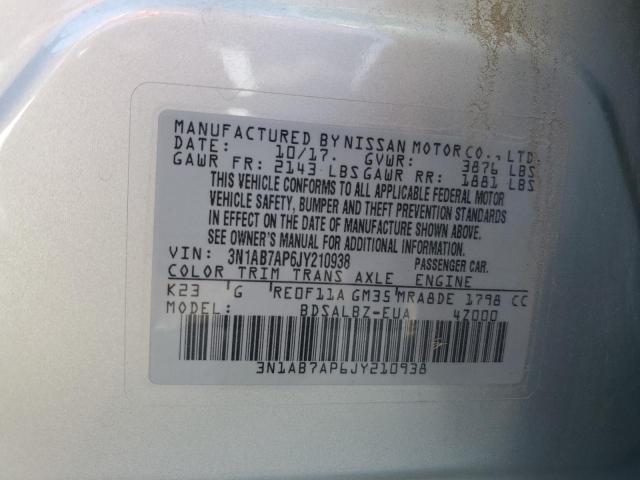 MANUFACTURED BY NISSAN MOTOR CO., LTD.
DATE: 10/17. GVWR: 3876 LBS
GAWR FR: 2143 LBS GAWR RR: 1881 LBS
THIS VEHICLE CONFORMS TO ALL APPLICABLE FEDERAL MOTOR
VEHICLE SAFETY, BUMPER AND THEFT PREVENTION STANDARDS
IN EFFECT ON THE DATE OF MANUFACTURE SHOWN ABOVE.
SEE OWNER'S MANUAL FOR ADDITIONAL INFORMATION.
VIN: 3N1AB7AP6JY210938 PASSENGER CAR.
COLOR TRIM TRANS AXLE ENGINE
K23 G RE0F11A GM35 MRA8DE 1798 CC
MODEL: BDSALBZ-EUA 4Z000
3N1AB7AP6JY210938